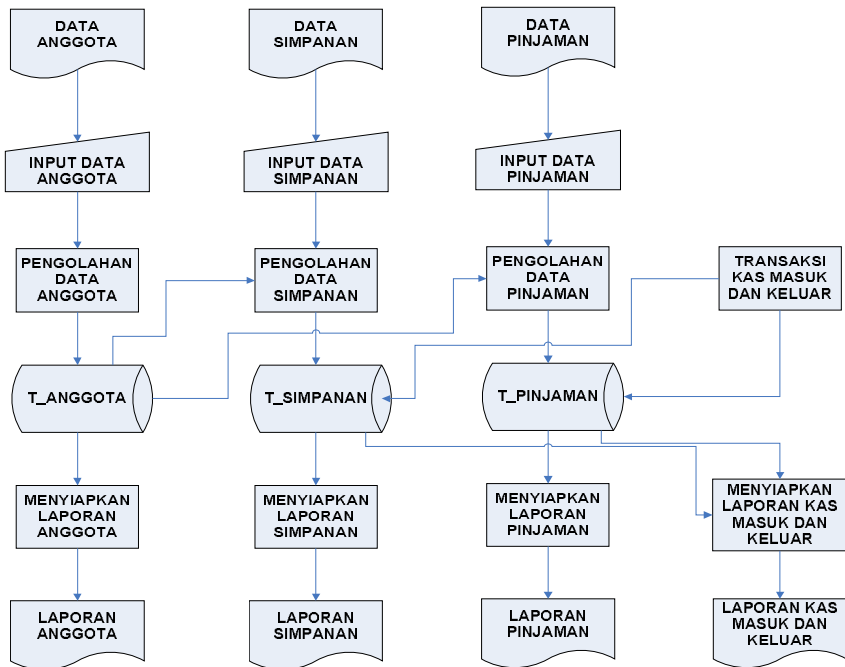 DATA
ANGGOTA
DATA
SIMPANAN
DATA
PINJAMAN
INPUT DATA
ANGGOTA
INPUT DATA
SIMPANAN
INPUT DATA
PINJAMAN
PENGOLAHAN
DATA
ANGGOTA
PENGOLAHAN
DATA
SIMPANAN
PENGOLAHAN
DATA
PINJAMAN
TRANSAKSI
KAS MASUK
DAN KELUAR
T_ANGGOTA
T_SIMPANAN
T_PINJAMAN
MENYIAPKAN
LAPORAN
ANGGOTA
MENYIAPKAN
LAPORAN
SIMPANAN
MENYIAPKAN
LAPORAN
PINJAMAN
MENYIAPKAN
LAPORAN KAS
MASUK DAN
KELUAR
LAPORAN
ANGGOTA
LAPORAN
SIMPANAN
LAPORAN
PINJAMAN
LAPORAN KAS
MASUK DAN
KELUAR